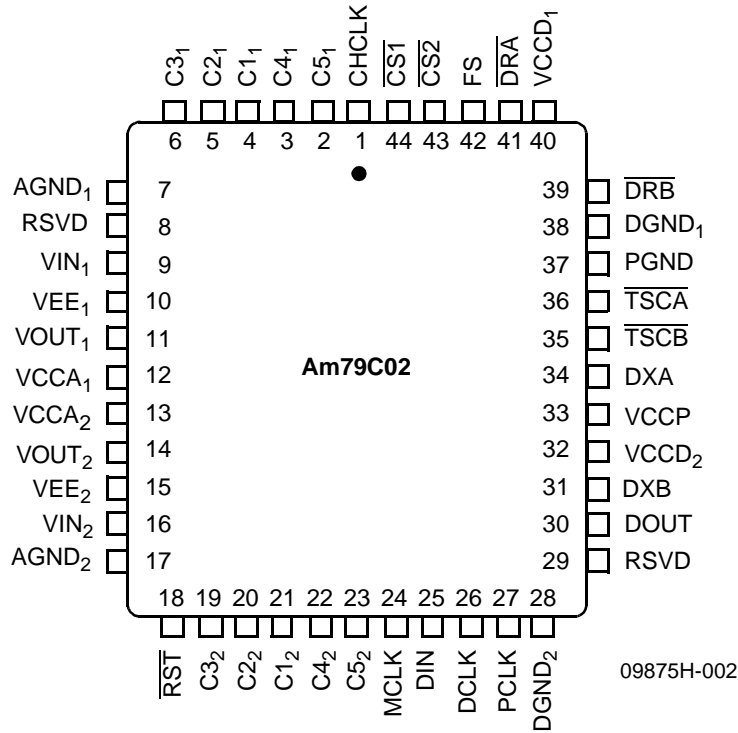 C3₁ C2₁ C1₁ C4₁ C5₁ CHCLK CS1 CS2 FS DRA VCCD₁
6 5 4 3 2 1 44 43 42 41 40
AGND₁ 7 39 DRB
RSVD 8 38 DGND₁
VIN₁ 9 37 PGND
VEE₁ 10 36 TSCA
VOUT₁ 11 35 TSCB
Am79C02
VCCA₁ 12 34 DXA
VCCA₂ 13 33 VCCP
VOUT₂ 14 32 VCCD₂
VEE₂ 15 31 DXB
VIN₂ 16 30 DOUT
AGND₂ 17 29 RSVD
18 19 20 21 22 23 24 25 26 27 28
RST C3₂ C2₂ C1₂ C4₂ C5₂ MCLK DIN DCLK PCLK DGND₂
09875H-002